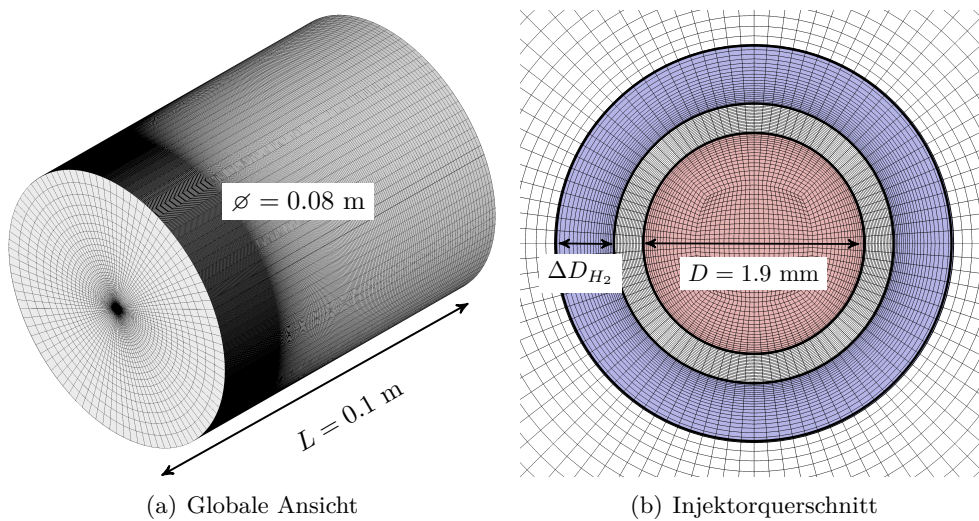 ⌀ = 0.08 m
L = 0.1 m
ΔD_{H_2}
D = 1.9 mm
(a) Globale Ansicht
(b) Injektorquerschnitt